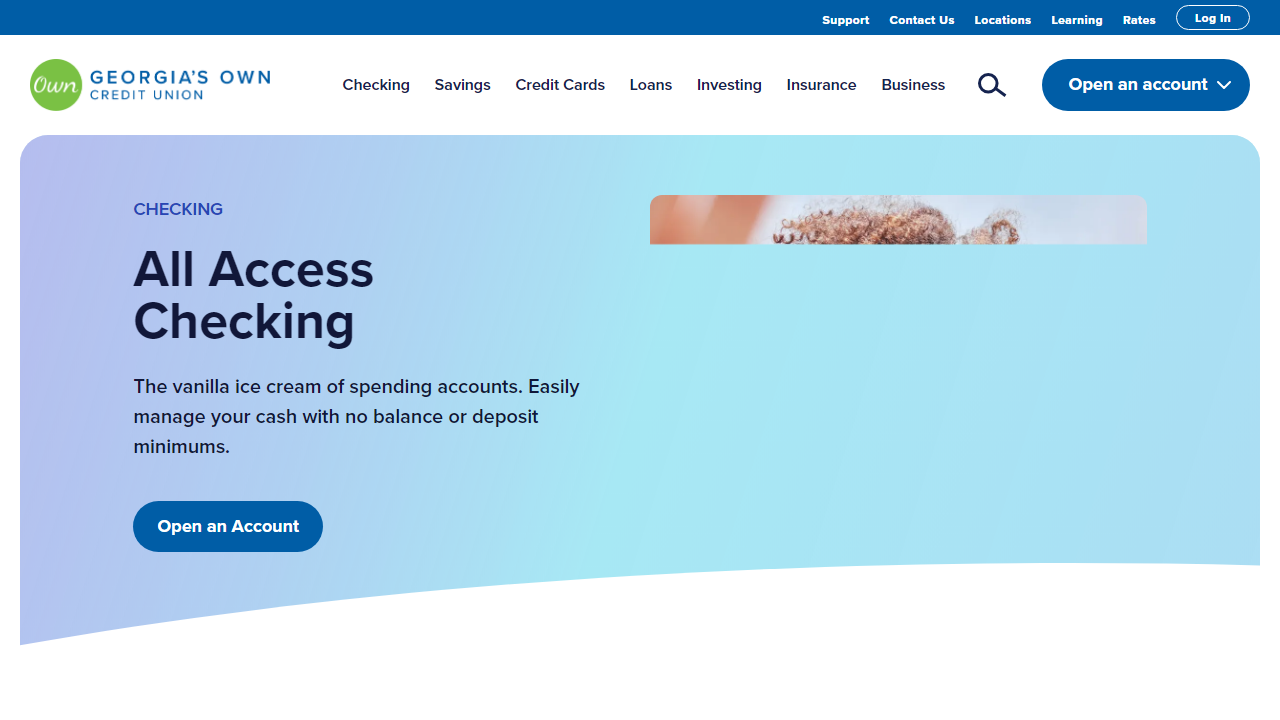 Support Contact Us Locations Learning Rates Log In
Own GEORGIA'S OWN
CREDIT UNION
Checking Savings Credit Cards Loans Investing Insurance Business Open an account
CHECKING
All Access
Checking
The vanilla ice cream of spending accounts. Easily
manage your cash with no balance or deposit
minimums.
Open an Account